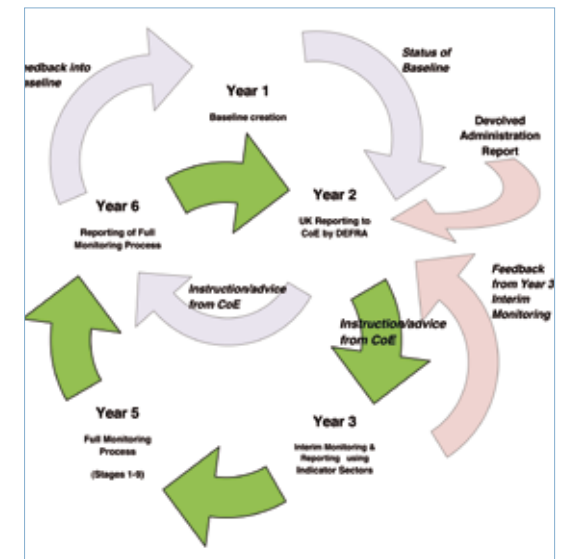 eedback into
aseline
Year 1
Baseline creation
Status of
Baseline
Devolved
Administration
Report
Year 2
UK Reporting to
CoE by DEFRA
Year 6
Reporting of Full
Monitoring Process
Instruction/advice
from CoE
Instruction/advice
from CoE
Feedback
from Year 3
Interim
Monitoring
Year 5
Full Monitoring
Process
(Stages 1-9)
Year 3
Interim Monitoring &
Reporting using
Indicator Sectors